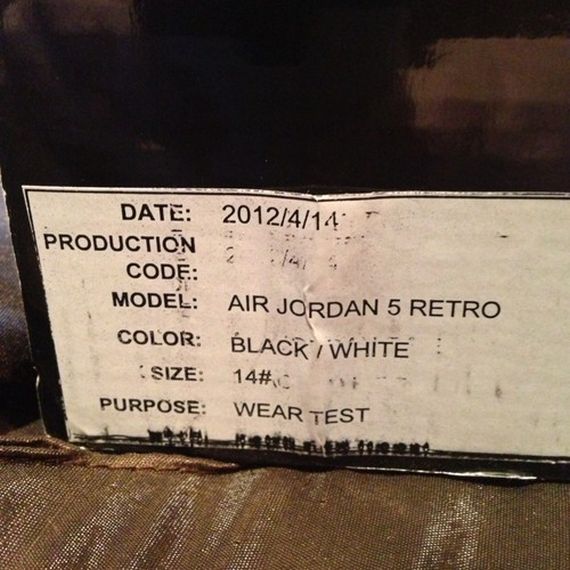 DATE: 2012/4/14
PRODUCTION
CODE:
MODEL: AIR JORDAN 5 RETRO
COLOR: BLACK / WHITE
SIZE: 14#
PURPOSE: WEAR TEST